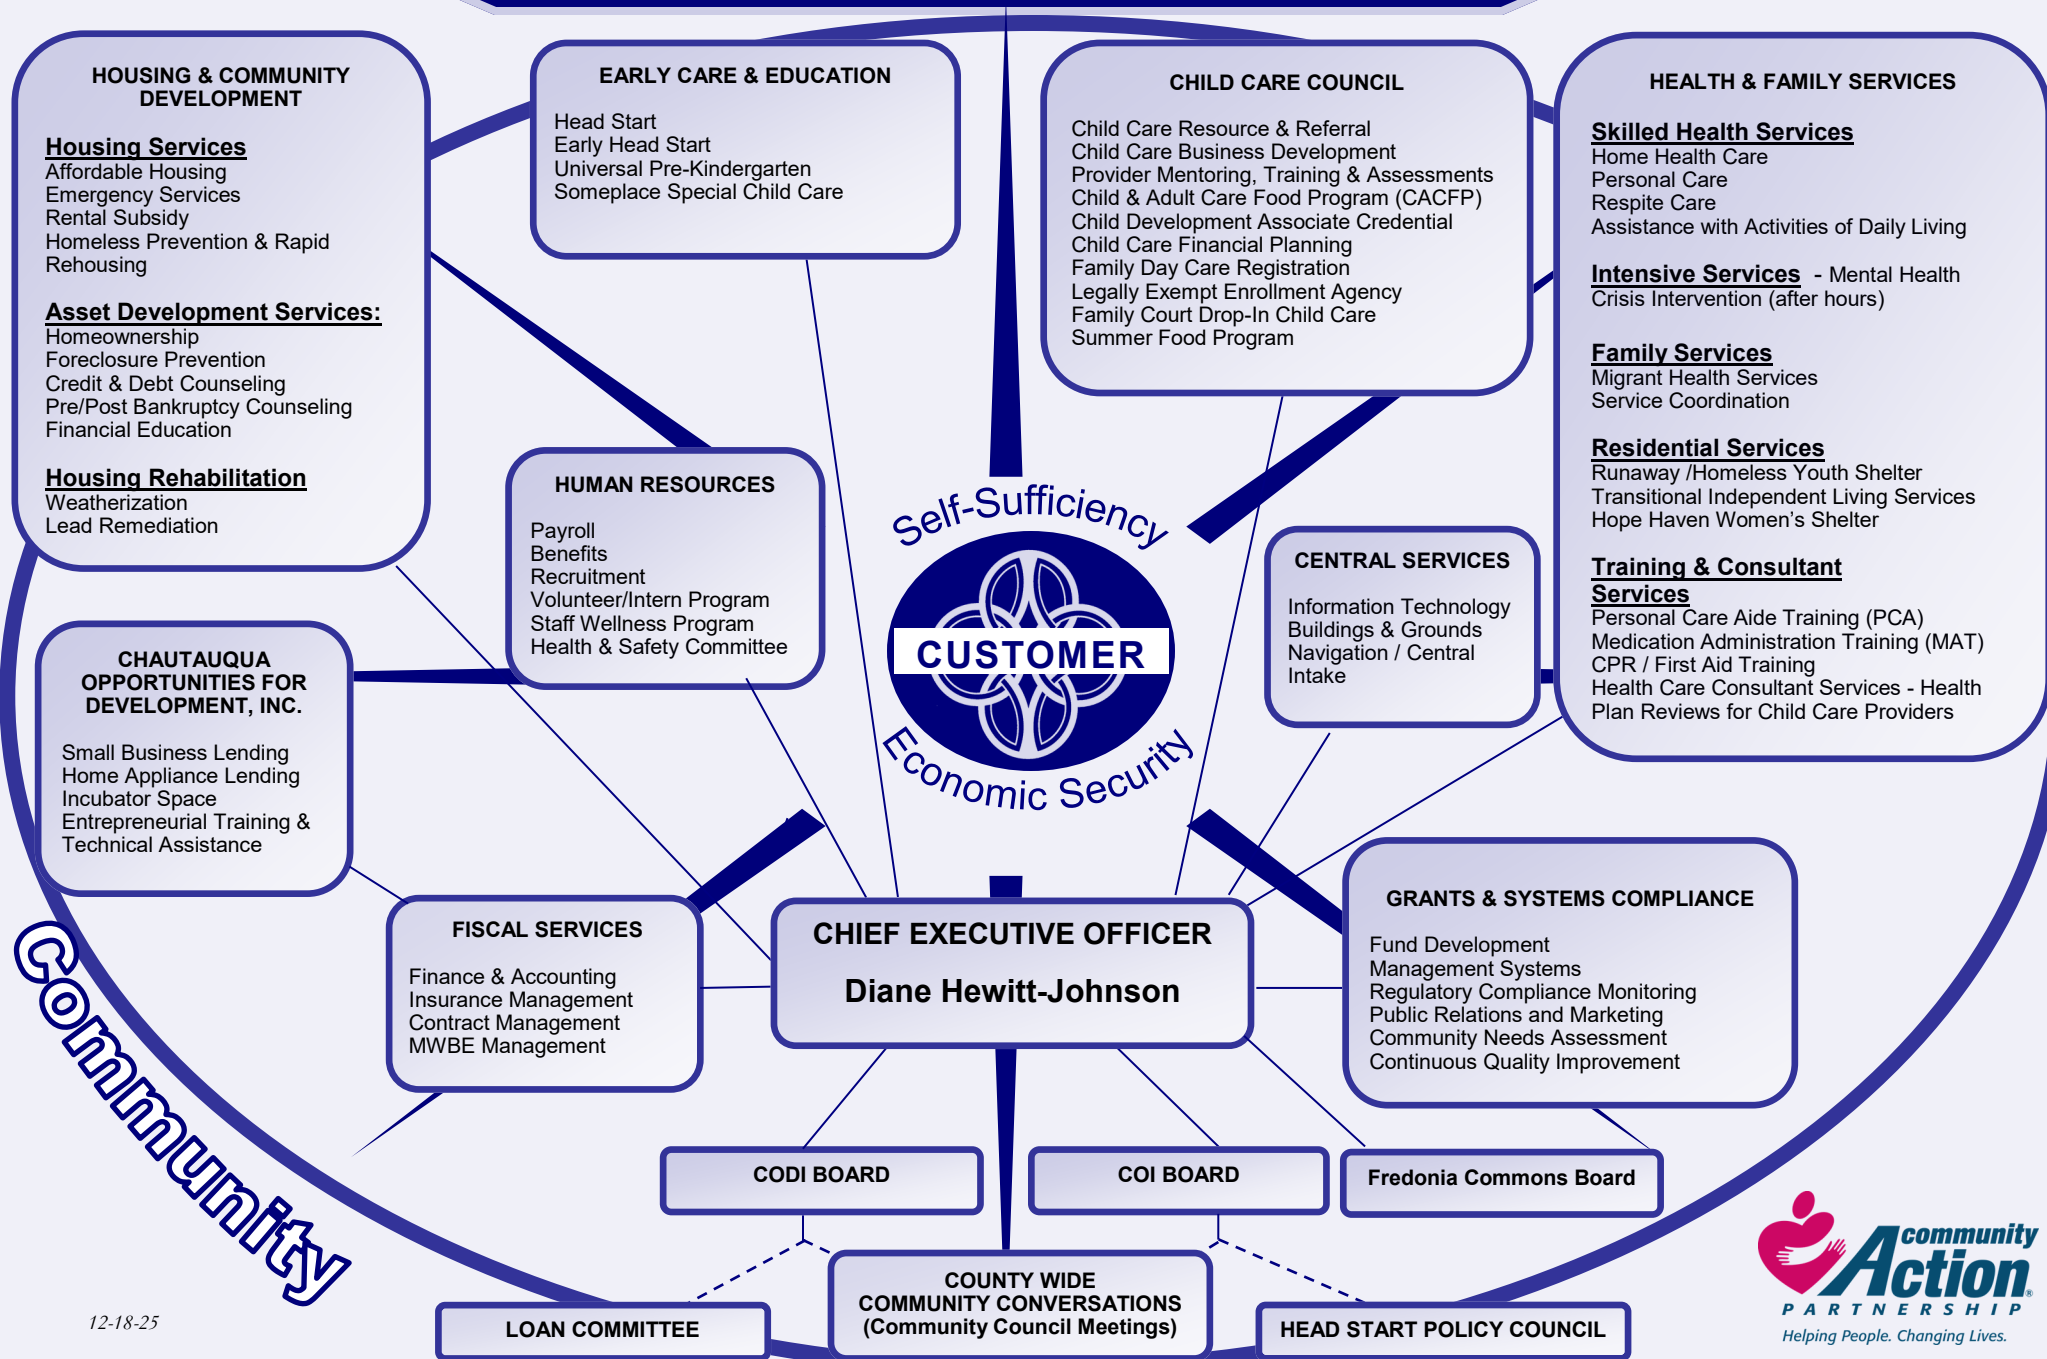 HOUSING & COMMUNITY
DEVELOPMENT
Housing Services
Affordable Housing
Emergency Services
Rental Subsidy
Homeless Prevention & Rapid
Rehousing
Asset Development Services:
Homeownership
Foreclosure Prevention
Credit & Debt Counseling
Pre/Post Bankruptcy Counseling
Financial Education
Housing Rehabilitation
Weatherization
Lead Remediation
EARLY CARE & EDUCATION
Head Start
Early Head Start
Universal Pre-Kindergarten
Someplace Special Child Care
CHILD CARE COUNCIL
Child Care Resource & Referral
Child Care Business Development
Provider Mentoring, Training & Assessments
Child & Adult Care Food Program (CACFP)
Child Development Associate Credential
Child Care Financial Planning
Family Day Care Registration
Legally Exempt Enrollment Agency
Family Court Drop-In Child Care
Summer Food Program
HEALTH & FAMILY SERVICES
Skilled Health Services
Home Health Care
Personal Care
Respite Care
Assistance with Activities of Daily Living
Intensive Services - Mental Health
Crisis Intervention (after hours)
Family Services
Migrant Health Services
Service Coordination
Residential Services
Runaway /Homeless Youth Shelter
Transitional Independent Living Services
Hope Haven Women's Shelter
Training & Consultant
Services
Personal Care Aide Training (PCA)
Medication Administration Training (MAT)
CPR / First Aid Training
Health Care Consultant Services - Health
Plan Reviews for Child Care Providers
HUMAN RESOURCES
Payroll
Benefits
Recruitment
Volunteer/Intern Program
Staff Wellness Program
Health & Safety Committee
Self-Sufficiency
CUSTOMER
Economic Security
CENTRAL SERVICES
Information Technology
Buildings & Grounds
Navigation / Central
Intake
CHAUTAUQUA
OPPORTUNITIES FOR
DEVELOPMENT, INC.
Small Business Lending
Home Appliance Lending
Incubator Space
Entrepreneurial Training &
Technical Assistance
FISCAL SERVICES
Finance & Accounting
Insurance Management
Contract Management
MWBE Management
CHIEF EXECUTIVE OFFICER
Diane Hewitt-Johnson
GRANTS & SYSTEMS COMPLIANCE
Fund Development
Management Systems
Regulatory Compliance Monitoring
Public Relations and Marketing
Community Needs Assessment
Continuous Quality Improvement
Community
CODI BOARD
COI BOARD
Fredonia Commons Board
LOAN COMMITTEE
COUNTY WIDE
COMMUNITY CONVERSATIONS
(Community Council Meetings)
HEAD START POLICY COUNCIL
12-18-25
community
Action®
PARTNERSHIP
Helping People. Changing Lives.